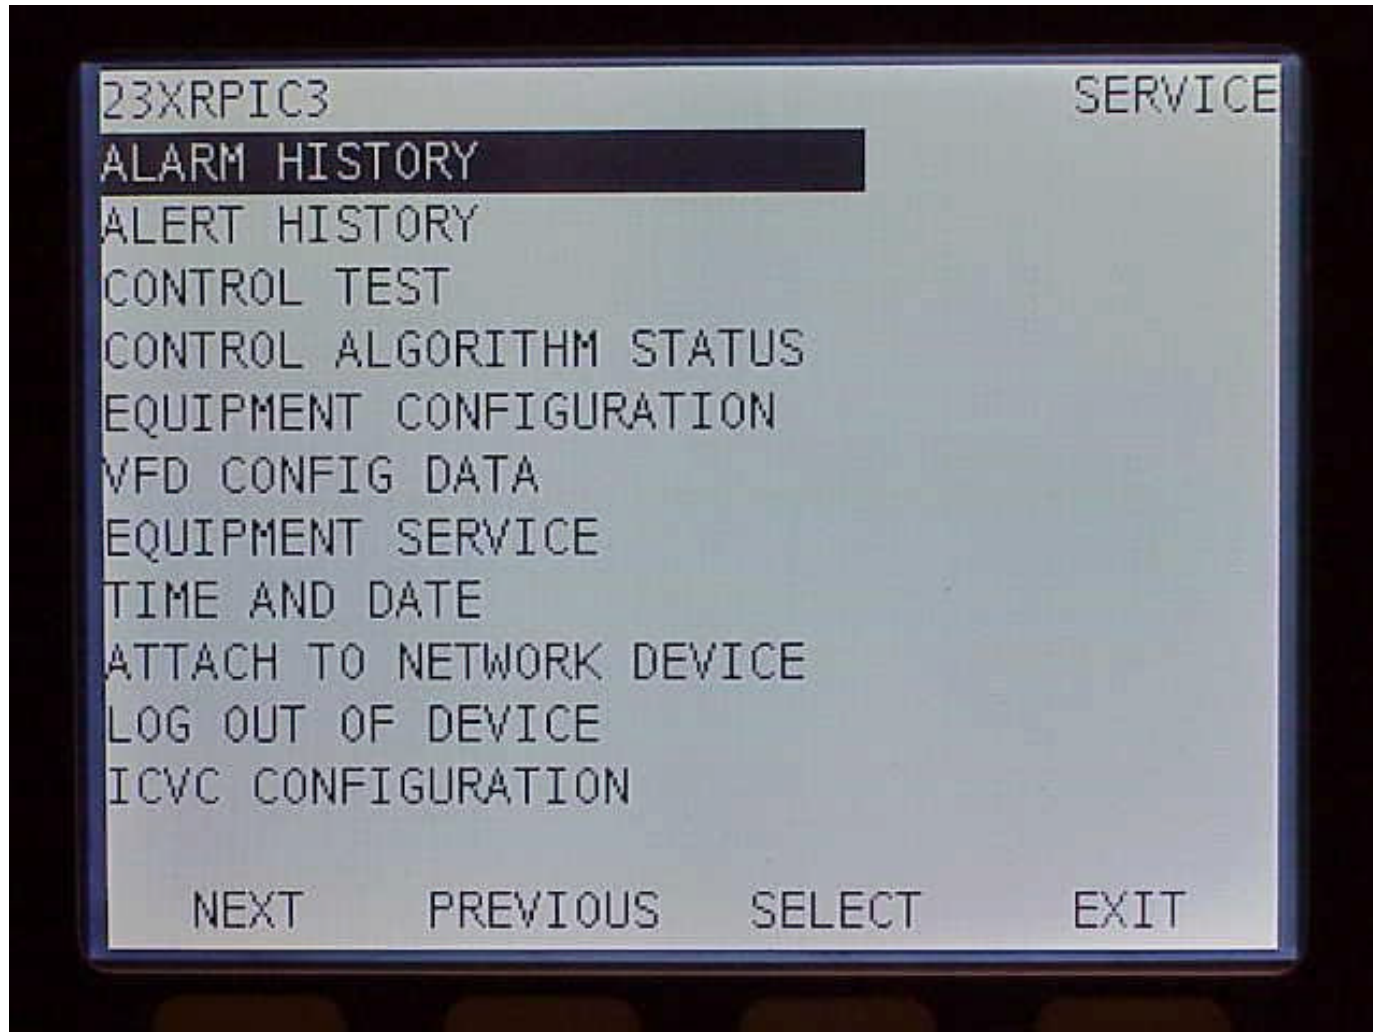 23XRPIC3 SERVICE
ALARM HISTORY
ALERT HISTORY
CONTROL TEST
CONTROL ALGORITHM STATUS
EQUIPMENT CONFIGURATION
VFD CONFIG DATA
EQUIPMENT SERVICE
TIME AND DATE
ATTACH TO NETWORK DEVICE
LOG OUT OF DEVICE
ICVC CONFIGURATION
NEXT PREVIOUS SELECT EXIT